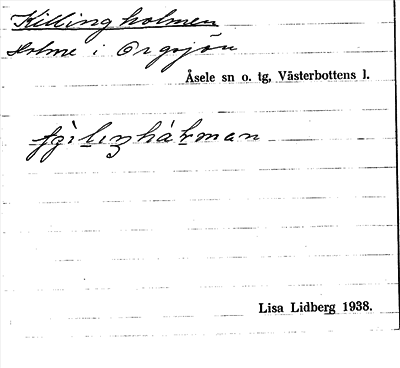 Killingholmen
Holme i Orgsjön
Åsele sn o. tg, Västerbottens l.
Lisa Lidberg 1938.